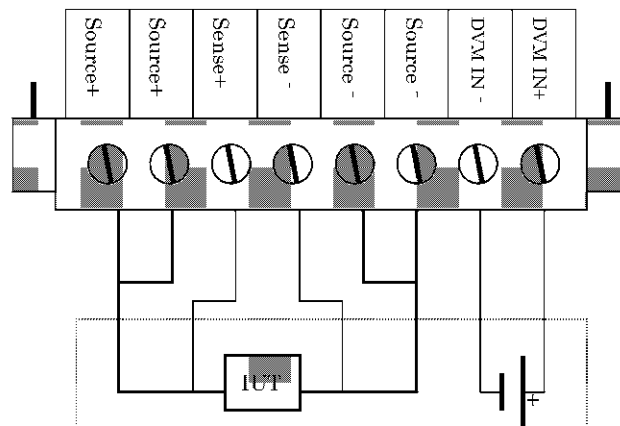 Source+
Source+
Sense+
Sense -
Source -
Source -
DVM IN -
DVM IN+
IUT
+